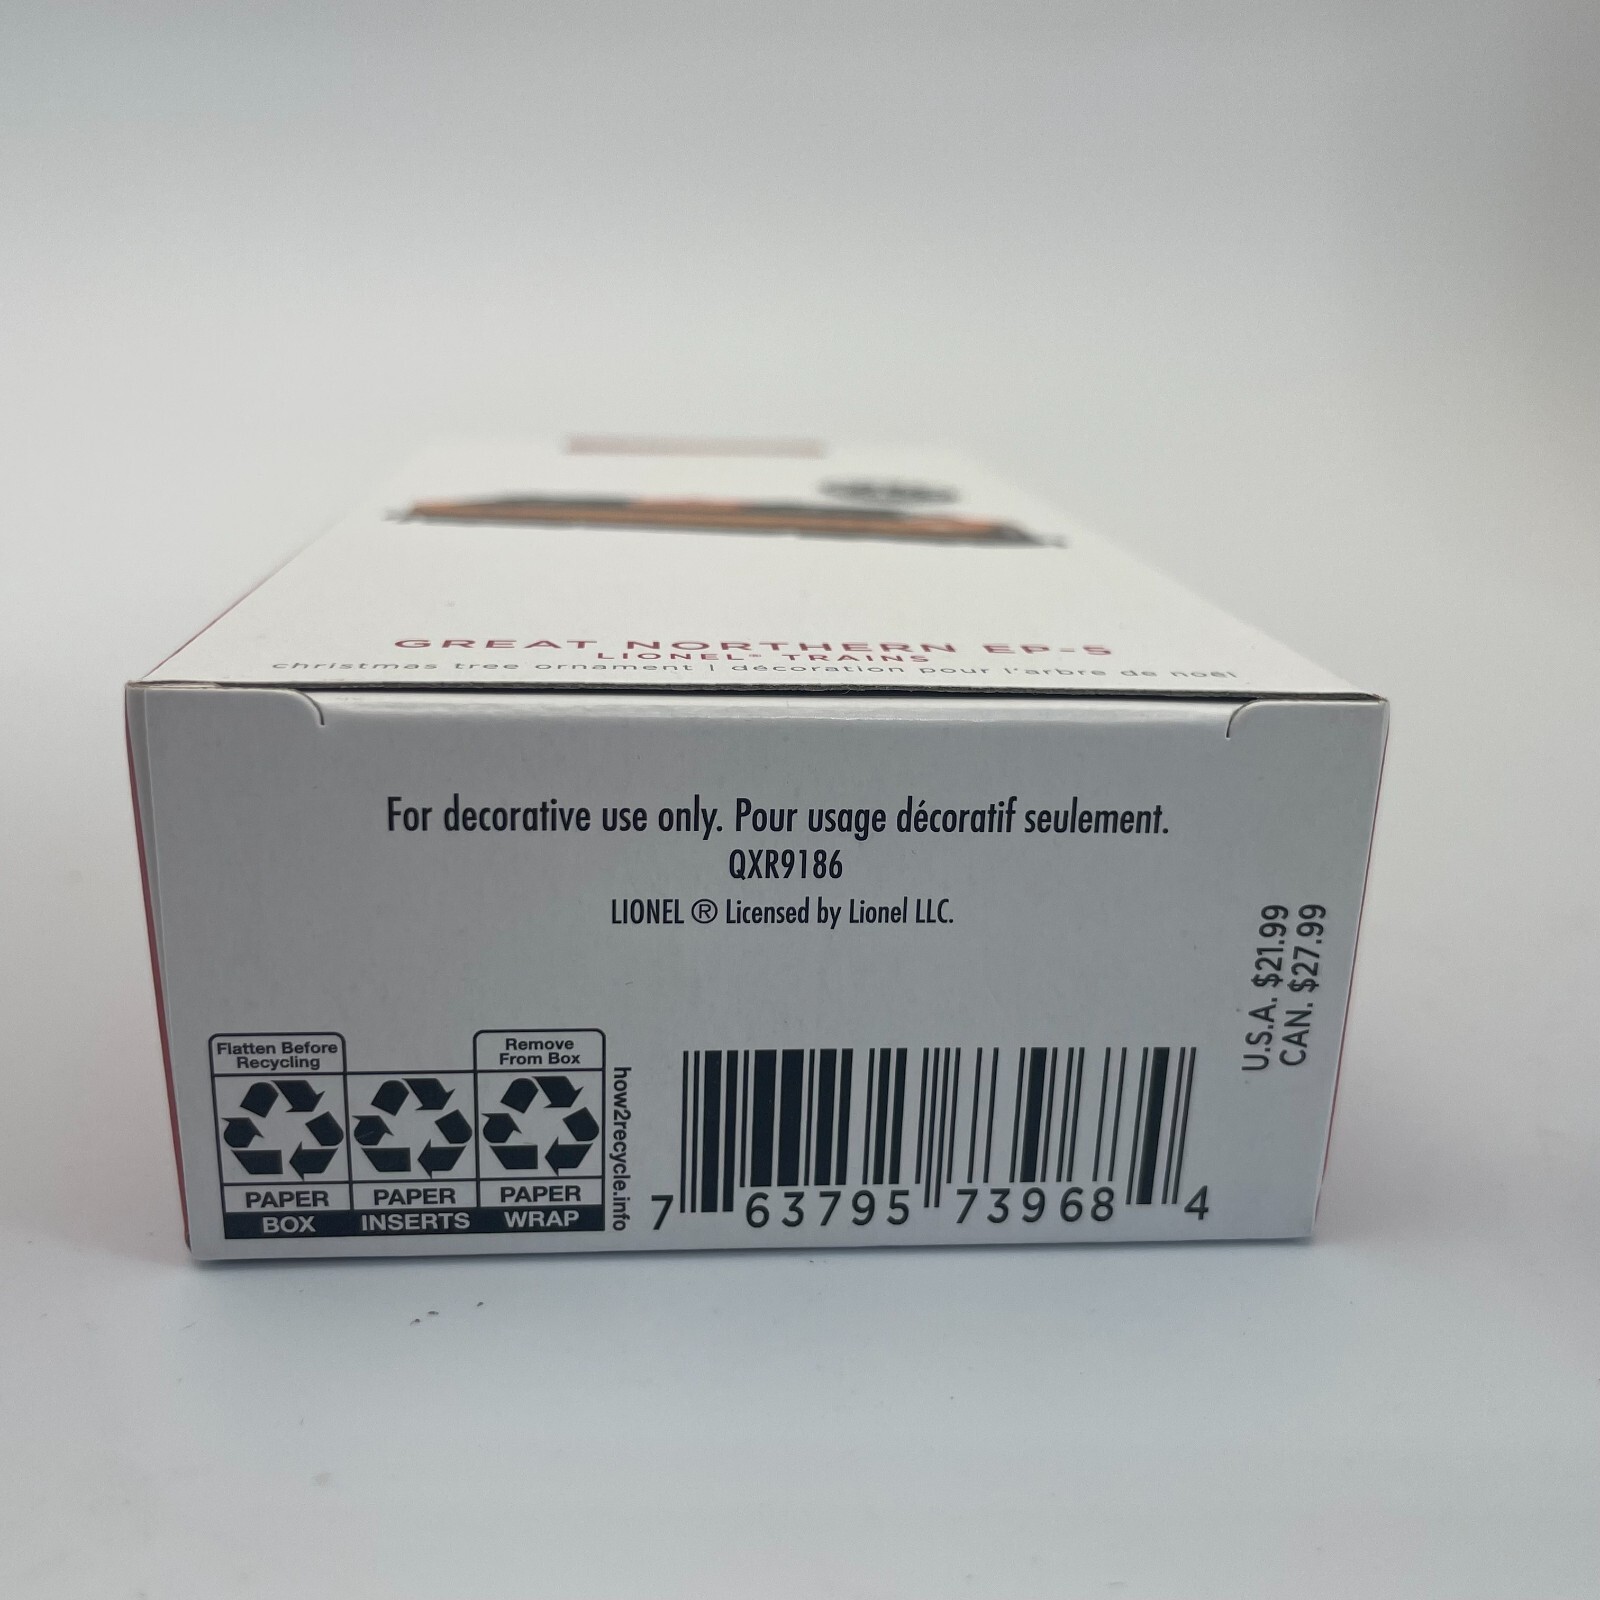 GREAT NORTHERN EP-5
LIONEL® TRAINS
christmas tree ornament | décoration pour l'arbre de noël
For decorative use only. Pour usage décoratif seulement.
QXR9186
LIONEL ® Licensed by Lionel LLC.
U.S.A. $21.99
CAN. $27.99
Flatten Before
Recycling
PAPER
BOX
PAPER
INSERTS
Remove
From Box
PAPER
WRAP
how2recycle.info
7 63795 73968 4